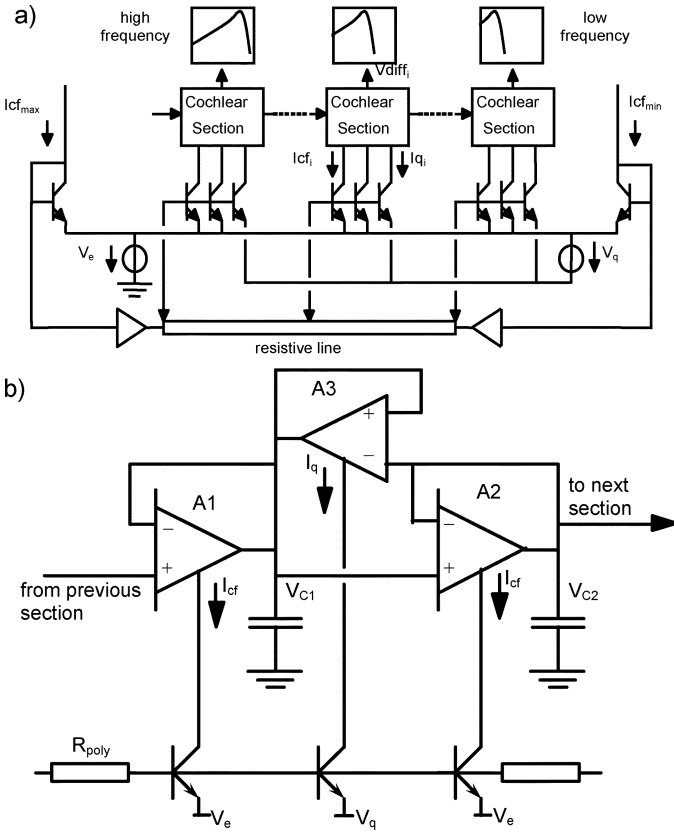 a)
high
frequency
low
frequency
Vdiffi
Icfmax
Cochlear
Section
Cochlear
Section
Cochlear
Section
Icfmin
Icfi
Iqi
Ve
Vq
resistive line
b)
A3
+
−
Iq
A1
−
+
A2
−
+
to next
section
from previous
section
Icf
VC1
Icf
VC2
Rpoly
Ve
Vq
Ve